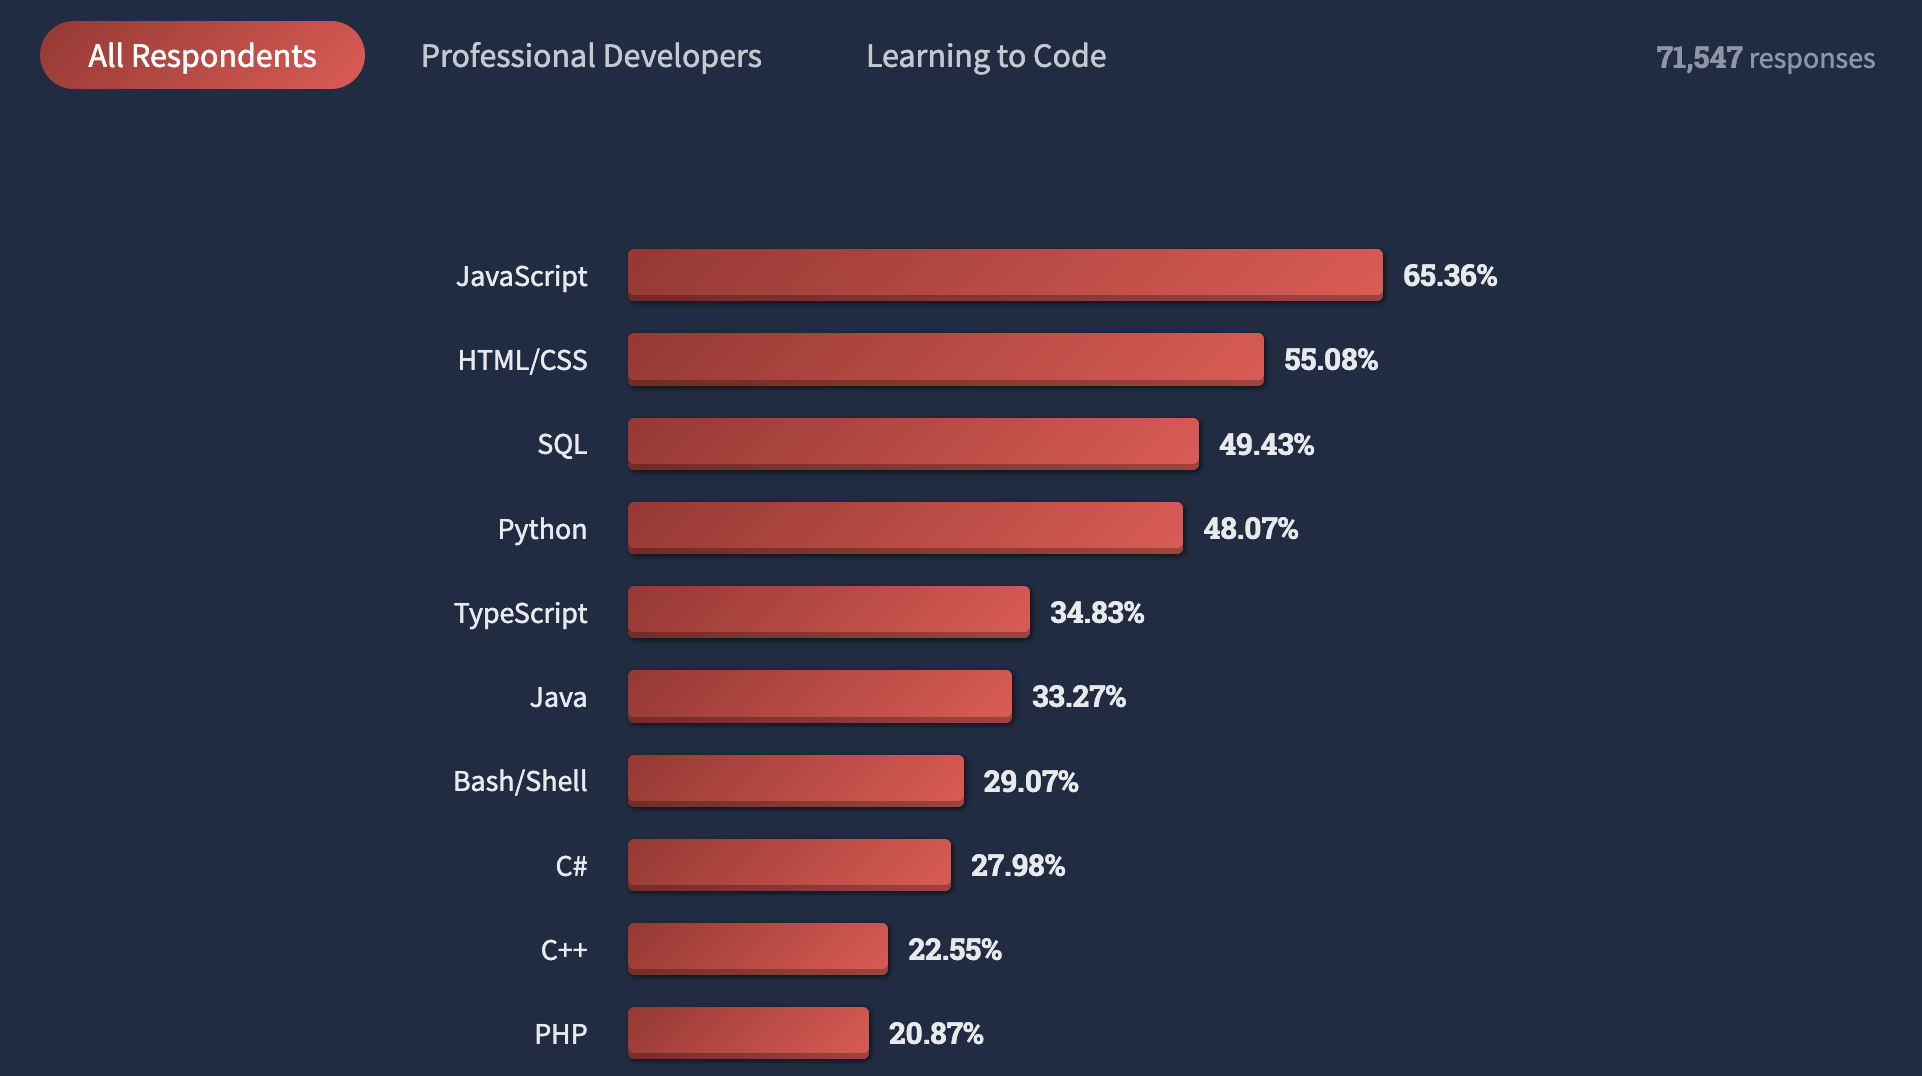 All Respondents Professional Developers Learning to Code 71,547 responses
JavaScript 65.36%
HTML/CSS 55.08%
SQL 49.43%
Python 48.07%
TypeScript 34.83%
Java 33.27%
Bash/Shell 29.07%
C# 27.98%
C++ 22.55%
PHP 20.87%